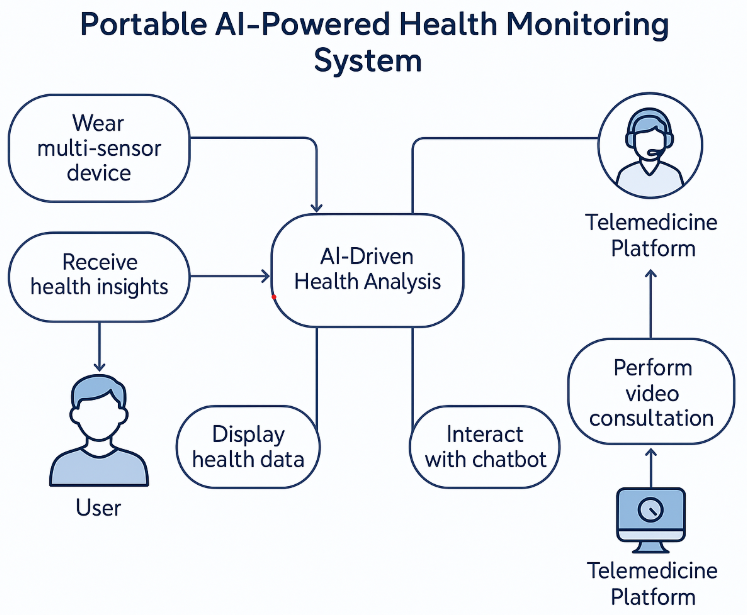 Portable AI-Powered Health Monitoring
System
Wear
multi-sensor
device
Receive
health insights
User
AI-Driven
Health Analysis
Display
health data
Interact
with chatbot
Telemedicine
Platform
Perform
video
consultation
Telemedicine
Platform